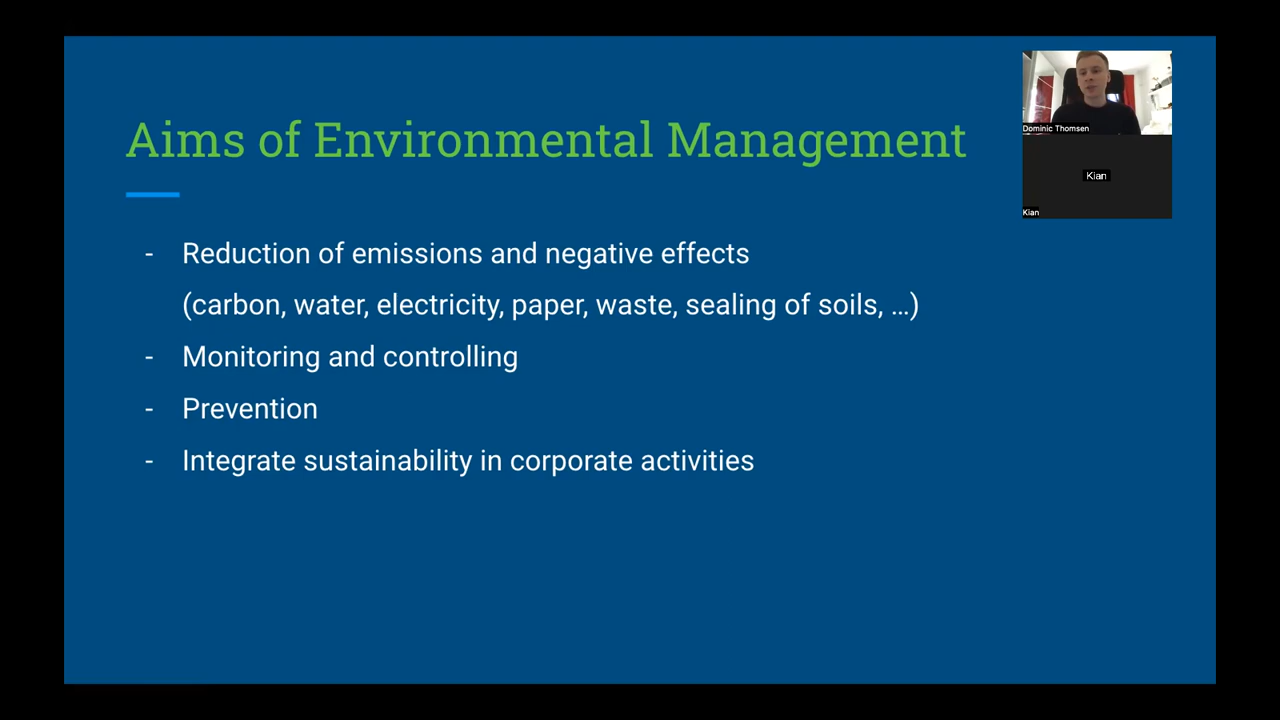 Aims of Environmental Management
- Reduction of emissions and negative effects
(carbon, water, electricity, paper, waste, sealing of soils, ...)
- Monitoring and controlling
- Prevention
- Integrate sustainability in corporate activities
Dominic Thomsen
Kian
Kian